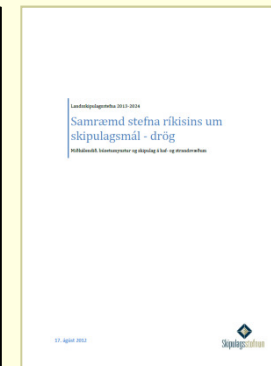 Landsskipulagsstefna 2013-2024
Samræmd stefna ríkisins um
skipulagsmál - drög
Miðhálendið, búsetumynstur og skipulag á haf- og strandsvæðum
17. ágúst 2012
Skipulagsstofnun